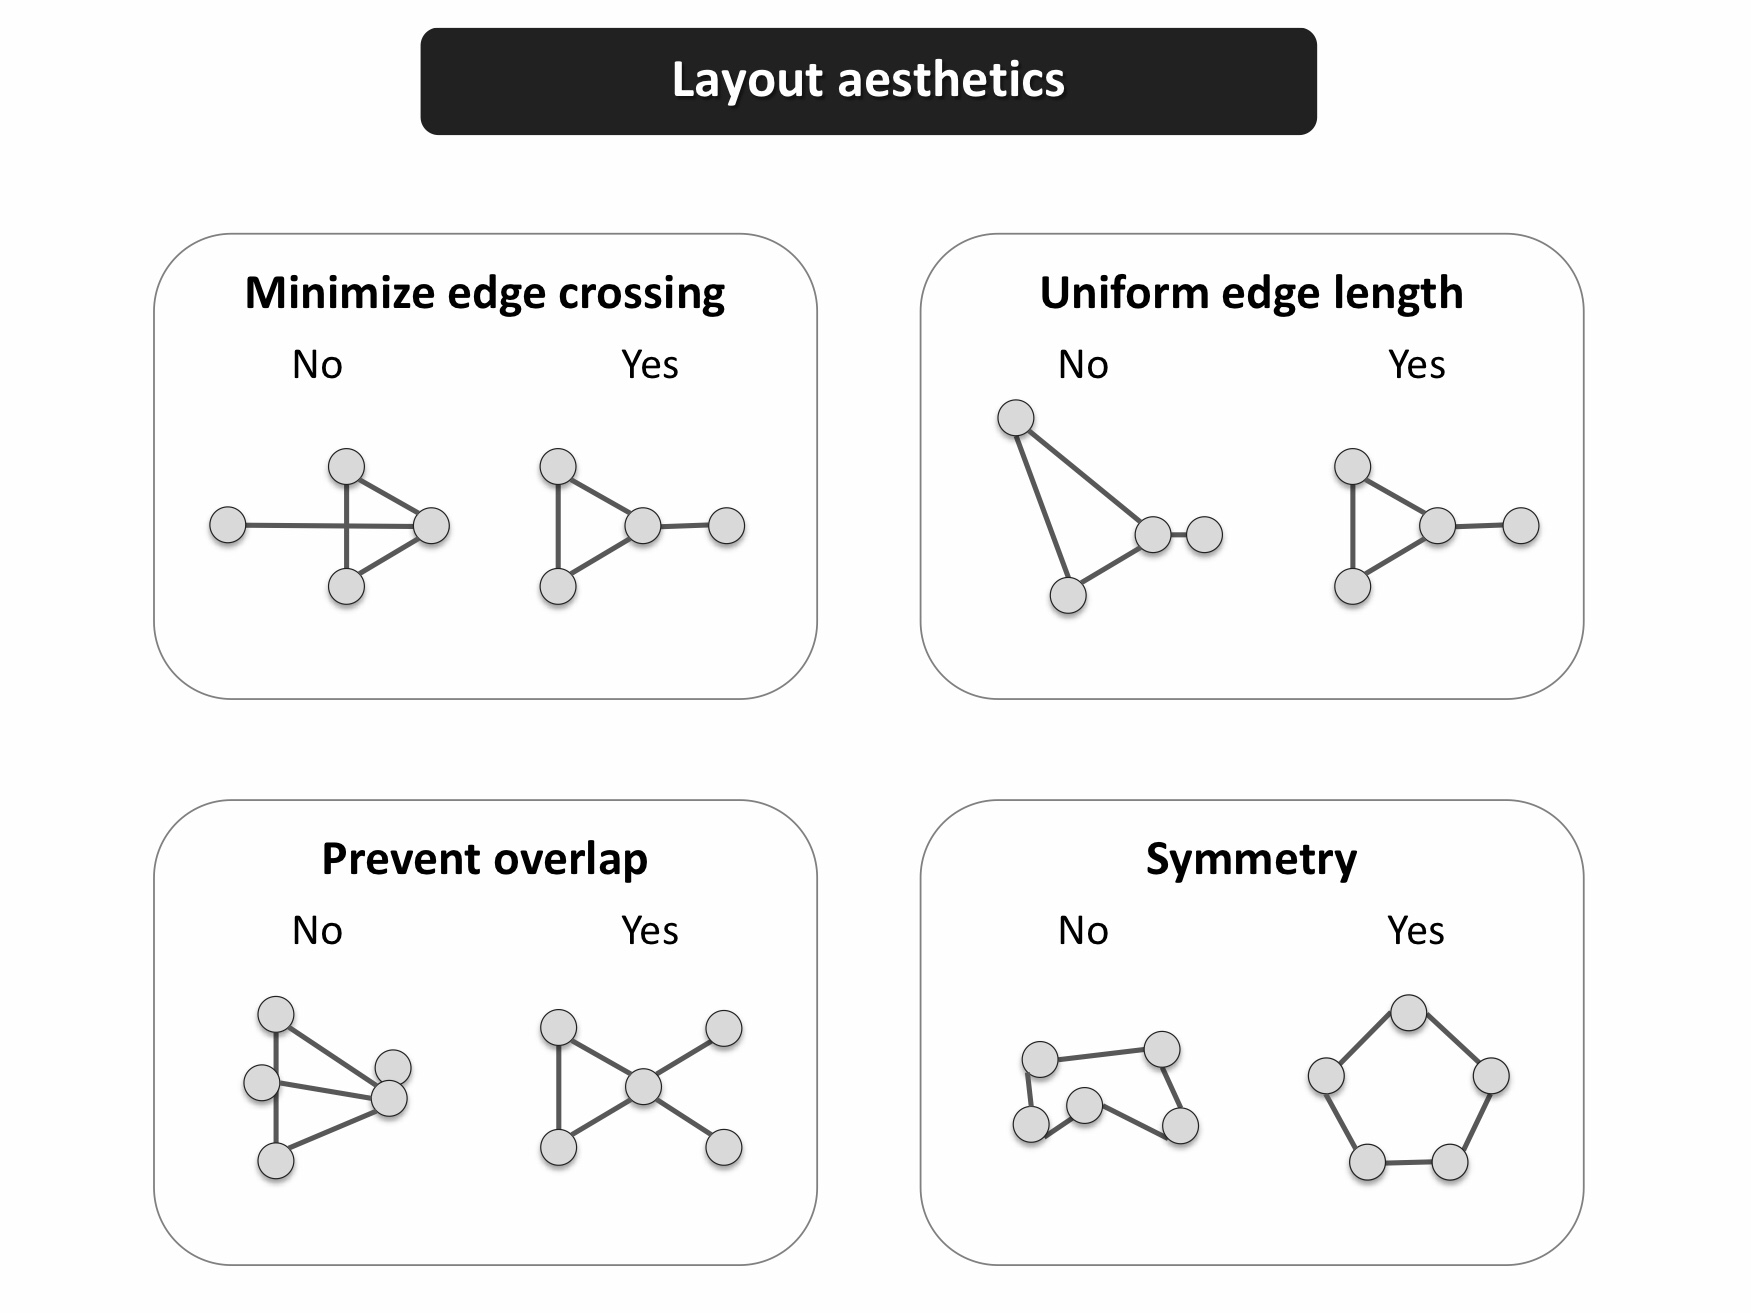 Layout aesthetics
Minimize edge crossing
No Yes
Uniform edge length
No Yes
Prevent overlap
No Yes
Symmetry
No Yes